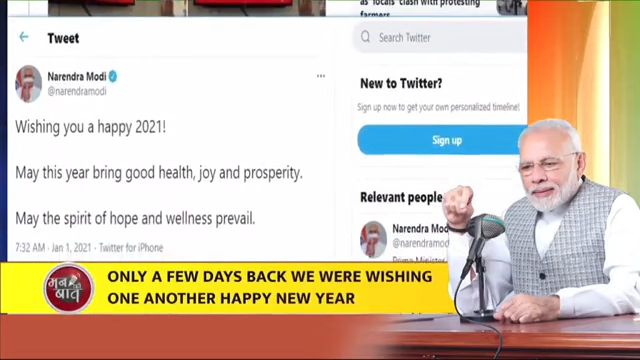 as 'locals' clash with protesting
farmers
Tweet
Search Twitter
Narendra Modi
@narendramodi
Wishing you a happy 2021!
May this year bring good health, joy and prosperity.
May the spirit of hope and wellness prevail.
7:32 AM · Jan 1, 2021 · Twitter for iPhone
New to Twitter?
Sign up now to get your own personalized timeline!
Sign up
Relevant people
Narendra Mod
@narendramodi
Prime Minister
मन की बात
ONLY A FEW DAYS BACK WE WERE WISHING
ONE ANOTHER HAPPY NEW YEAR